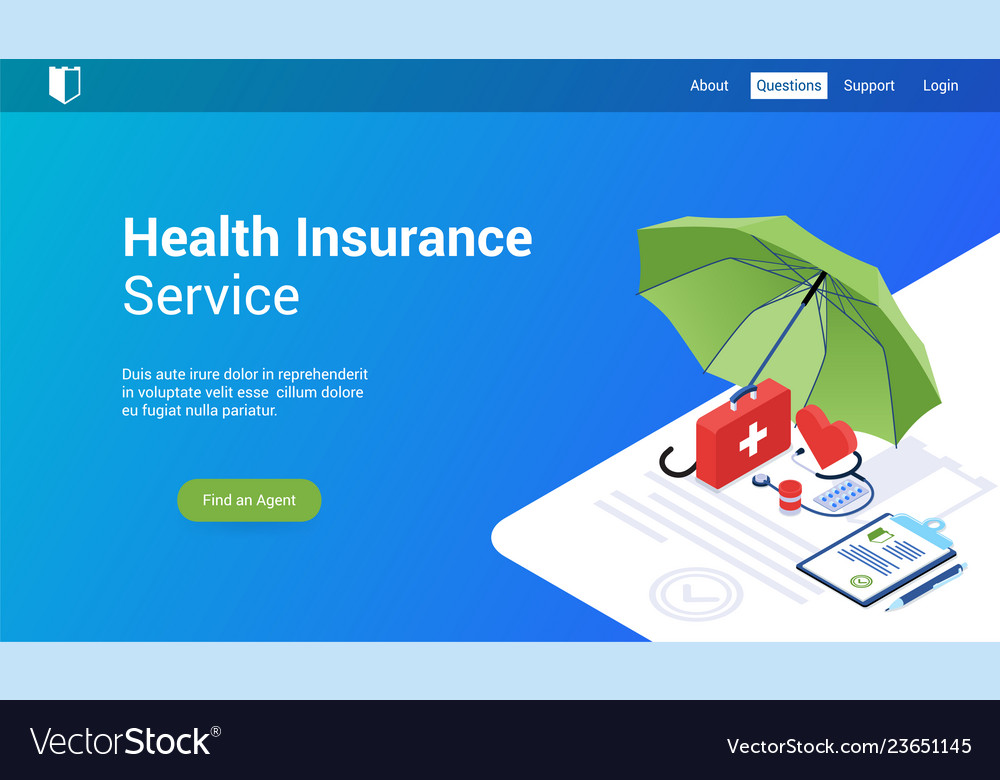 About
Questions
Support
Login
Health Insurance
Service
Duis aute irure dolor in reprehenderit
in voluptate velit esse  cillum dolore
eu fugiat nulla pariatur.
Find an Agent
VectorStock®
VectorStock.com/23651145